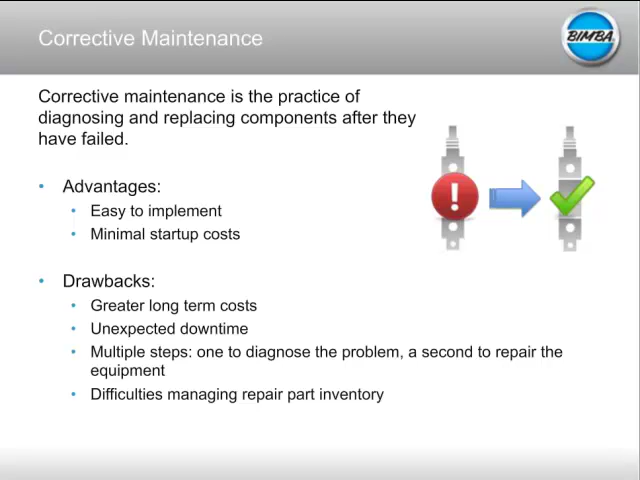 Corrective Maintenance
BIMBA
Corrective maintenance is the practice of
diagnosing and replacing components after they
have failed.
• Advantages:
• Easy to implement
• Minimal startup costs
• Drawbacks:
• Greater long term costs
• Unexpected downtime
• Multiple steps: one to diagnose the problem, a second to repair the
equipment
• Difficulties managing repair part inventory